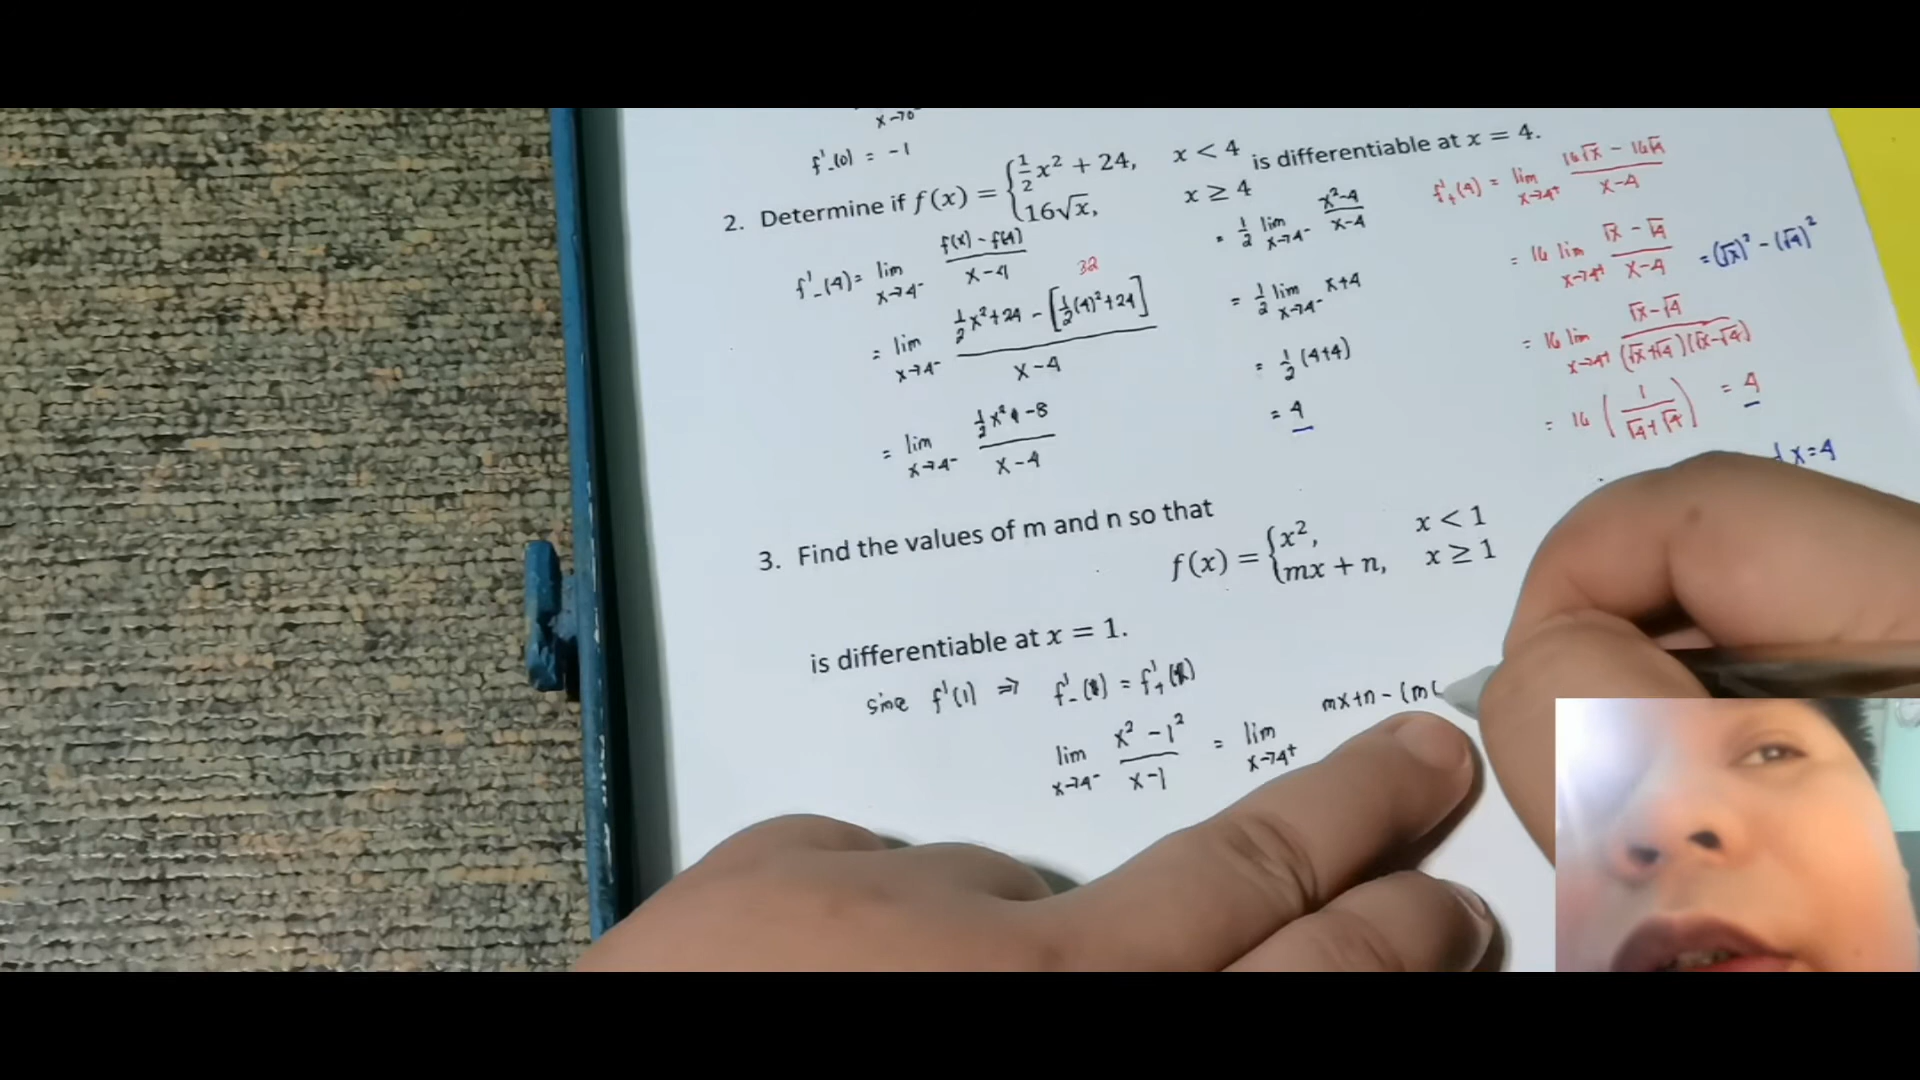 x→0
f'₋(0) = -1
2. Determine if f(x) = { ½x² + 24, x < 4
16√x, x ≥ 4 is differentiable at x = 4.
f'₋(4) = lim x→4⁻ (f(x) - f(4))/(x-4)
32
= lim x→4⁻ (½x²+24 - [½(4)²+24])/(x-4)
= lim x→4⁻ (½x² -8)/(x-4)
= ½ lim x→4⁻ (x²-4)/(x-4)
= ½ lim x→4⁻ x+4
= ½(4+4)
= 4
f'₊(4) = lim x→4⁺ (16√x - 16√4)/(x-4)
= 16 lim x→4⁺ (√x - √4)/(x-4) = (√x)² - (√4)²
= 16 lim x→4⁺ (√x-√4)/((√x+√4)(√x-√4))
= 16 (1/(√4+√4)) = 4
x=4
3. Find the values of m and n so that
f(x) = { x², x < 1
mx + n, x ≥ 1
is differentiable at x = 1.
Sine f'(1) ⇒ f'₋(1) = f'₊(1)
lim x→4⁻ (x² - 1²)/(x-1) = lim x→4⁺ mx+n - (m(